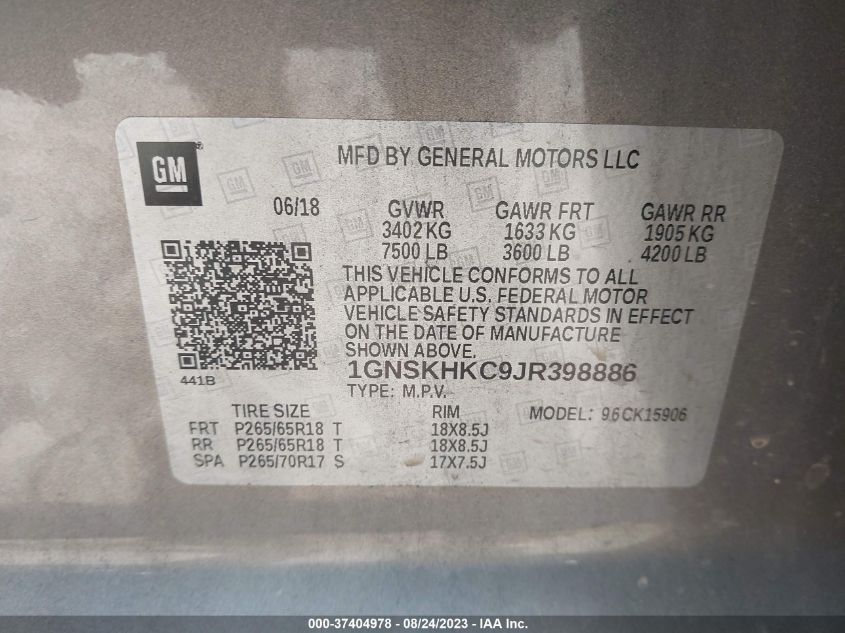 GM®
MFD BY GENERAL MOTORS LLC
06/18 GVWR GAWR FRT GAWR RR
3402 KG 1633 KG 1905 KG
7500 LB 3600 LB 4200 LB
THIS VEHICLE CONFORMS TO ALL
APPLICABLE U.S. FEDERAL MOTOR
VEHICLE SAFETY STANDARDS IN EFFECT
ON THE DATE OF MANUFACTURE
SHOWN ABOVE.
441B
1GNSKHKC9JR398886
TYPE: M.P.V.
TIRE SIZE RIM MODEL: 96CK15906
FRT P265/65R18 T 18X8.5J
RR P265/65R18 T 18X8.5J
SPA P265/70R17 S 17X7.5J
000-37404978 - 08/24/2023 - IAA Inc.